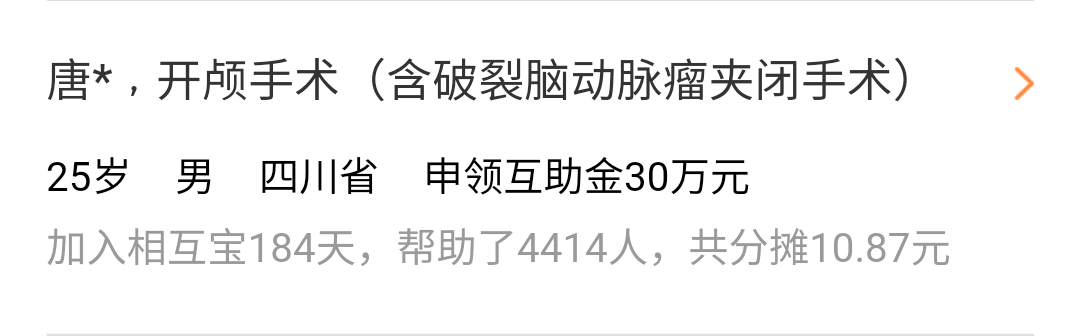 唐*，开颅手术（含破裂脑动脉瘤夹闭手术）
25岁 男 四川省 申领互助金30万元
加入相互宝184天，帮助了4414人，共分摊10.87元